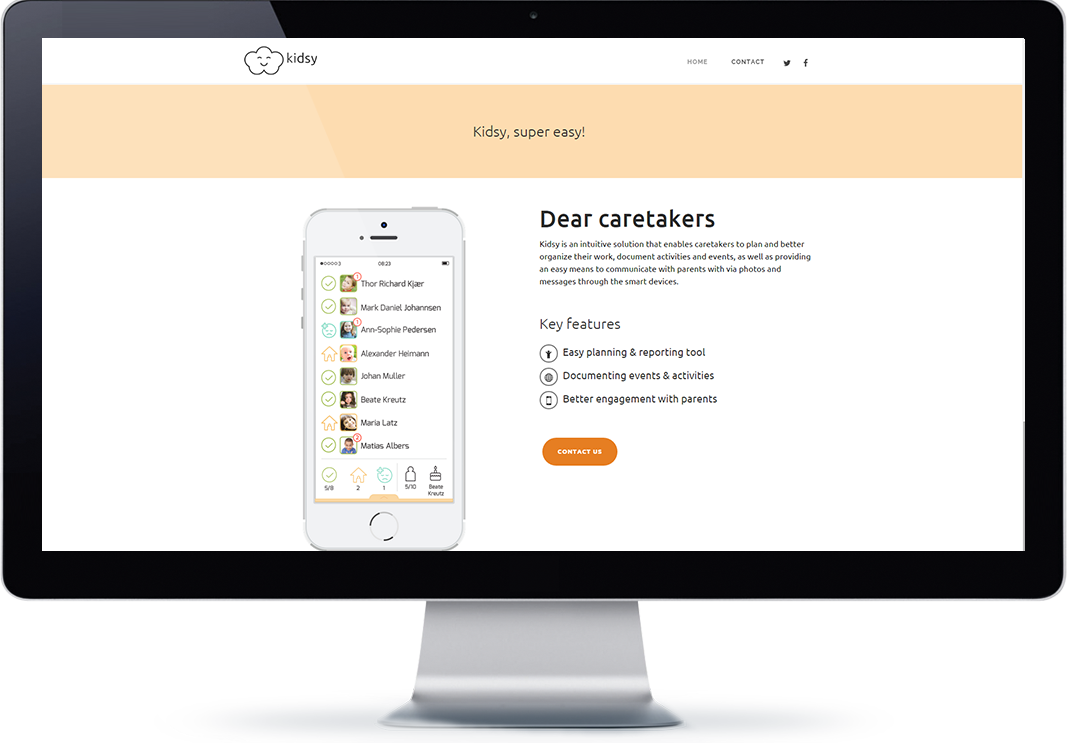 kidsy
HOME
CONTACT
Kidsy, super easy!
08:23
1
Thor Richard Kjær
Mark Daniel Johannsen
1
Ann-Sophie Pedersen
Alexander Heimann
Johan Muller
Beate Kreutz
Maria Latz
2
Matias Albers
5/8
2
1
5/10
Beate
Kreutz
Dear caretakers
Kidsy is an intuitive solution that enables caretakers to plan and better
organize their work, document activities and events, as well as providing
an easy means to communicate with parents with via photos and
messages through the smart devices.
Key features
Easy planning & reporting tool
Documenting events & activities
Better engagement with parents
CONTACT US